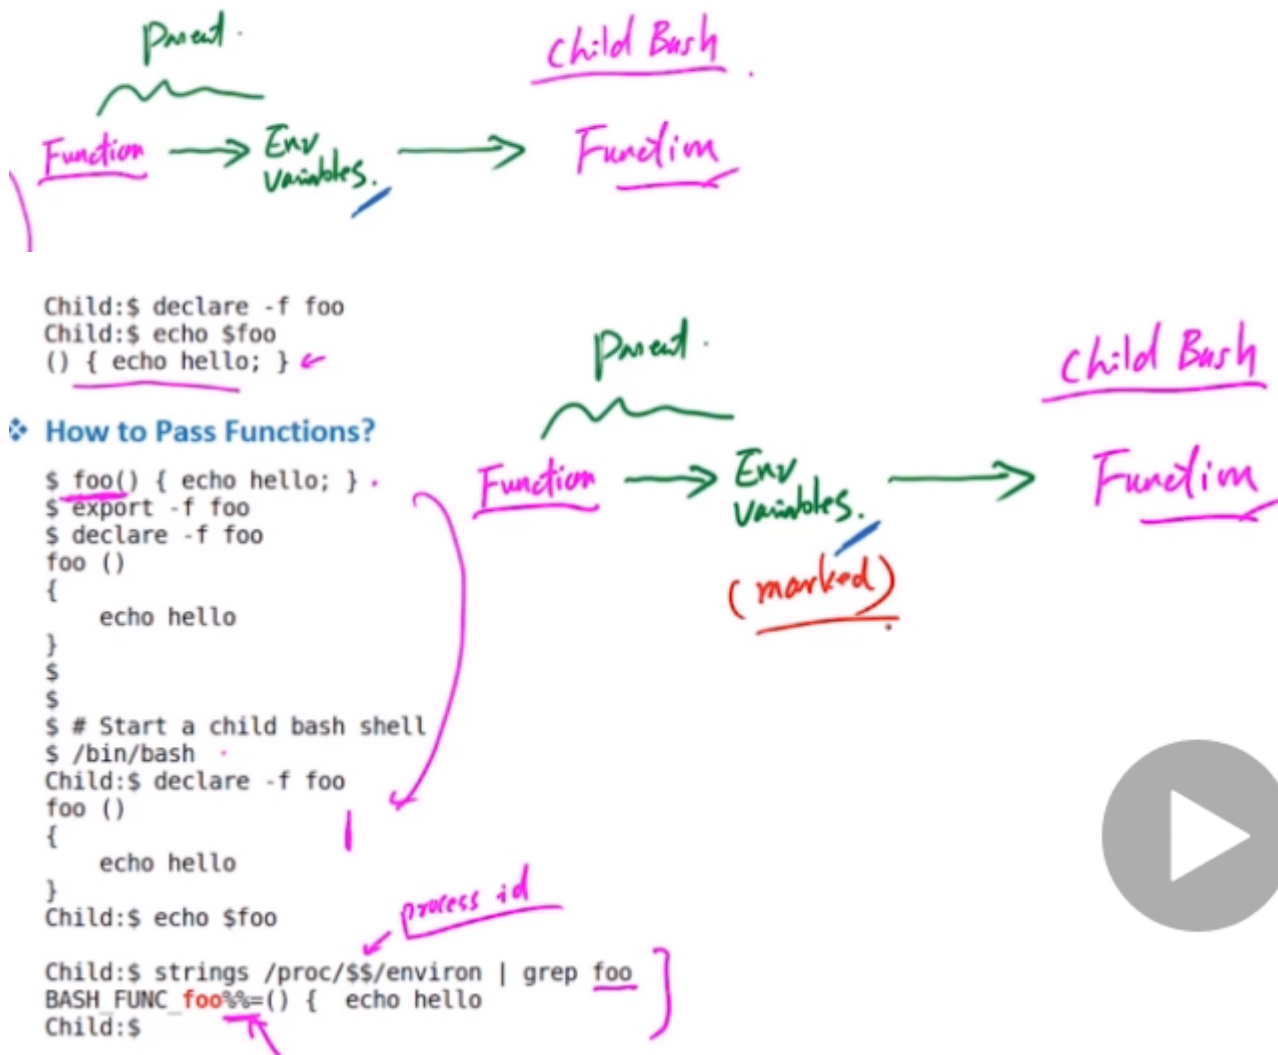 Parent.
Child Bash
Function → Env Variables. → Function
Child:$ declare -f foo
Child:$ echo $foo
() { echo hello; }
How to Pass Functions?
$ foo() { echo hello; }
$ export -f foo
$ declare -f foo
foo ()
{
    echo hello
}
$
$
$ # Start a child bash shell
$ /bin/bash
Child:$ declare -f foo
foo ()
{
    echo hello
}
Child:$ echo $foo
process id
Child:$ strings /proc/$$/environ | grep foo
BASH_FUNC_foo%%=() {  echo hello
Child:$
Parent.
Child Bash
Function → Env Variables. → Function
(marked)